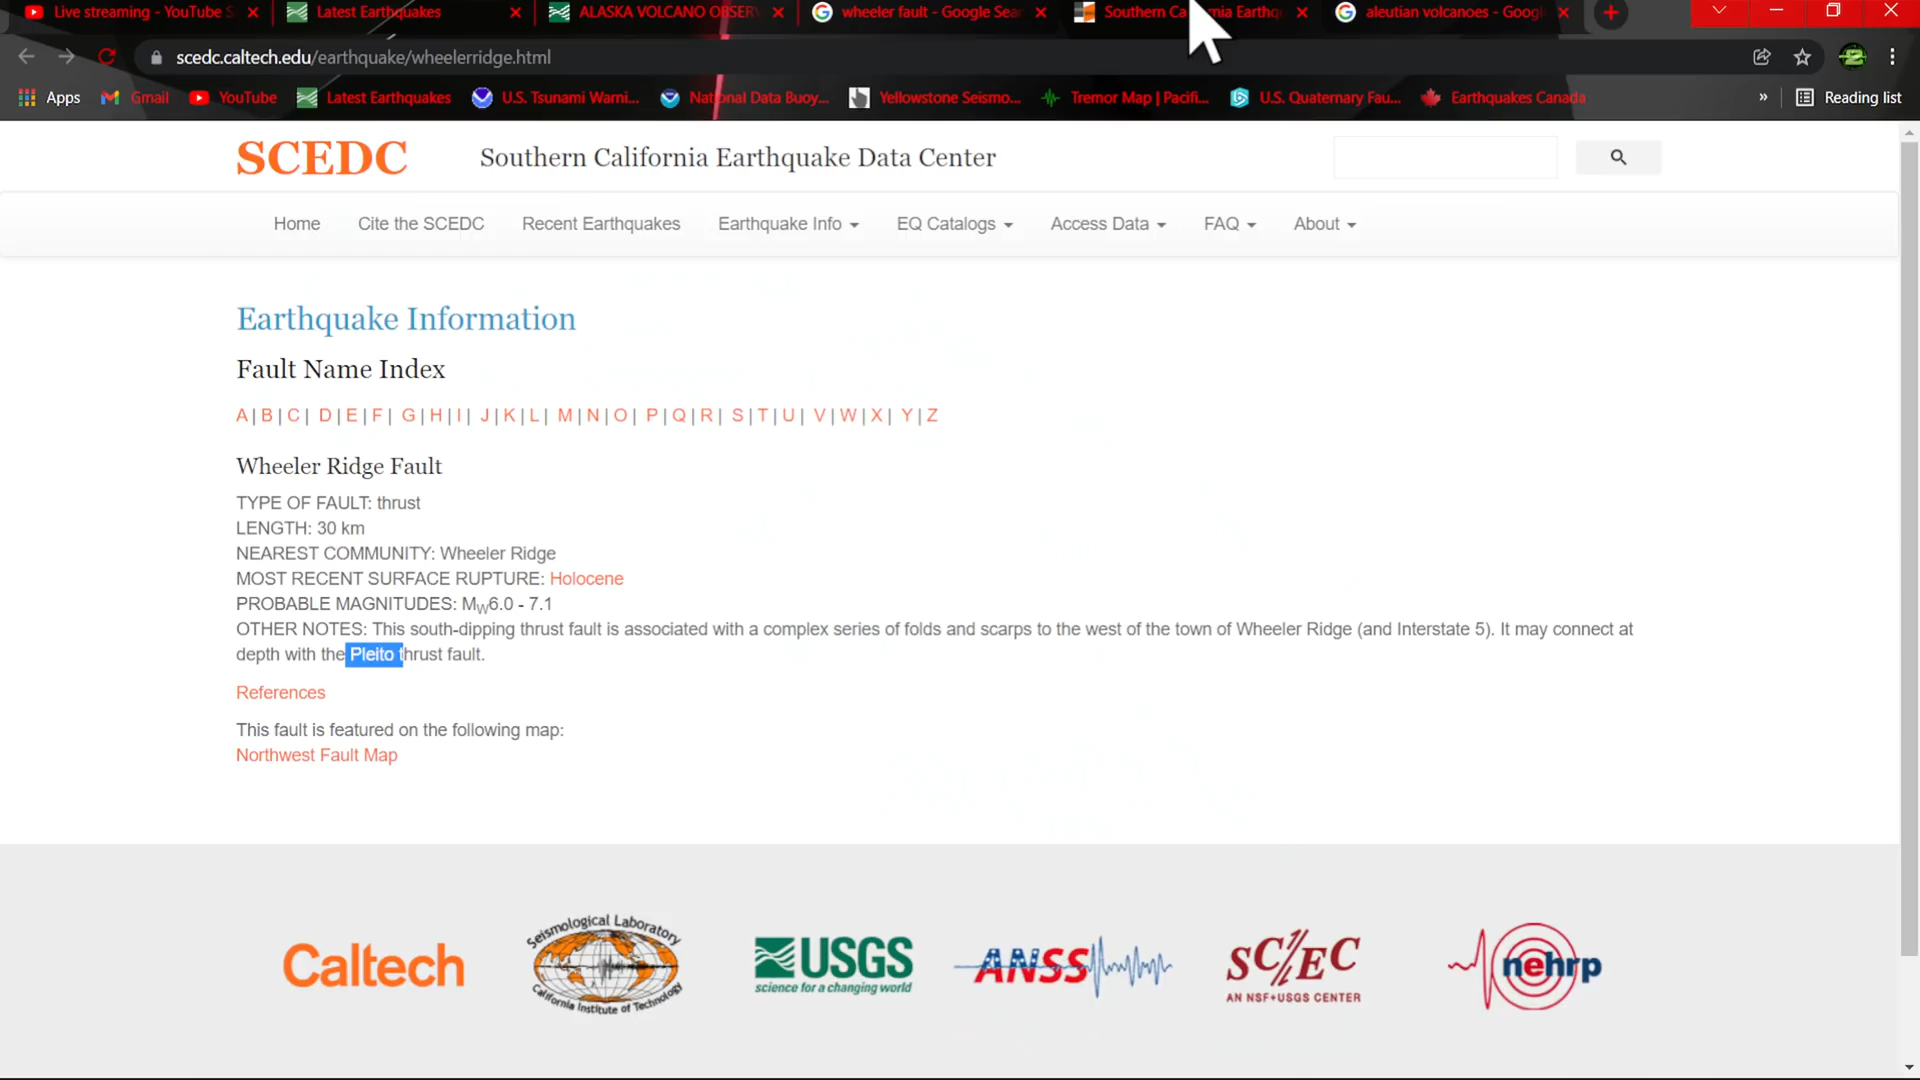 Live streaming - YouTube S
Latest Earthquakes
ALASKA VOLCANO OBSER
wheeler fault - Google Sear
Southern Ca
rnia Earthq
aleutian volcanoes - Googl
scedc.caltech.edu/earthquake/wheelerridge.html
Apps
Gmail
YouTube
Latest Earthquakes
U.S. Tsunami Warni...
National Data Buoy...
Yellowstone Seismo...
Tremor Map | Pacifi...
U.S. Quaternary Fau...
Earthquakes Canada
»
Reading list
SCEDC
Southern California Earthquake Data Center
Home
Cite the SCEDC
Recent Earthquakes
Earthquake Info
EQ Catalogs
Access Data
FAQ
About
Earthquake Information
Fault Name Index
A | B | C | D | E | F | G | H | I | J | K | L | M | N | O | P | Q | R | S | T | U | V | W | X | Y | Z
Wheeler Ridge Fault
TYPE OF FAULT: thrust
LENGTH: 30 km
NEAREST COMMUNITY: Wheeler Ridge
MOST RECENT SURFACE RUPTURE: Holocene
PROBABLE MAGNITUDES: MW6.0 - 7.1
OTHER NOTES: This south-dipping thrust fault is associated with a complex series of folds and scarps to the west of the town of Wheeler Ridge (and Interstate 5). It may connect at
depth with the Pleito thrust fault.
References
This fault is featured on the following map:
Northwest Fault Map
Caltech
Seismological Laboratory
California Institute of Technology
USGS
science for a changing world
ANSS
SC/EC
AN NSF+USGS CENTER
nehrp